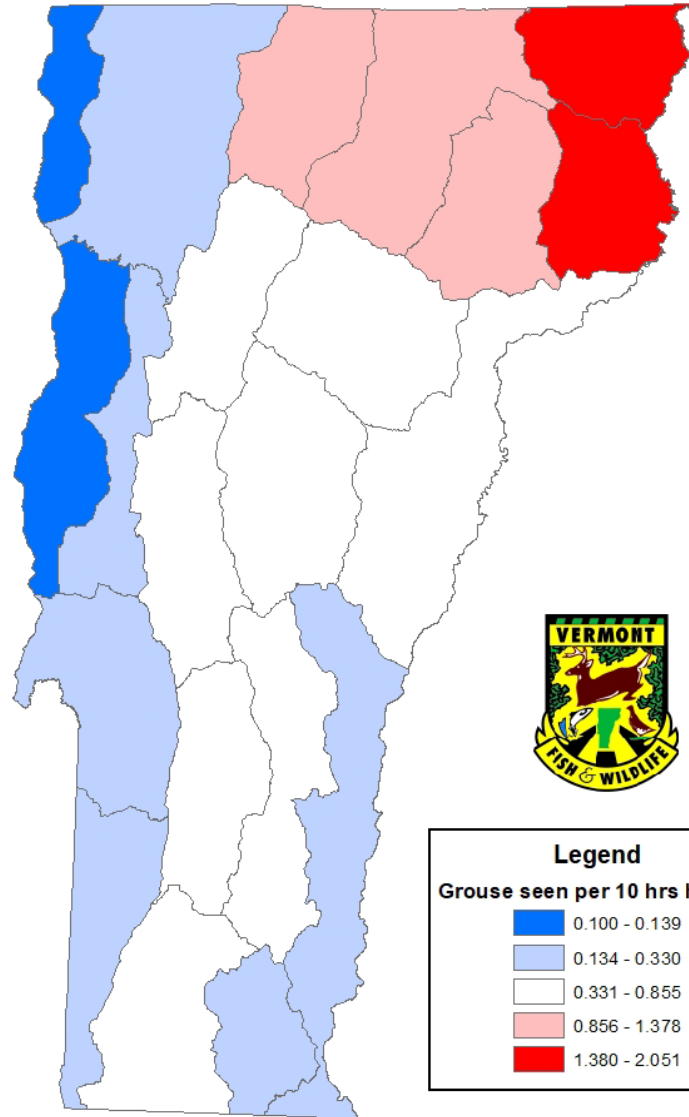 VERMONT
FISH & WILDLIFE
Legend
Grouse seen per 10 hrs
0.100 - 0.139
0.134 - 0.330
0.331 - 0.855
0.856 - 1.378
1.380 - 2.051